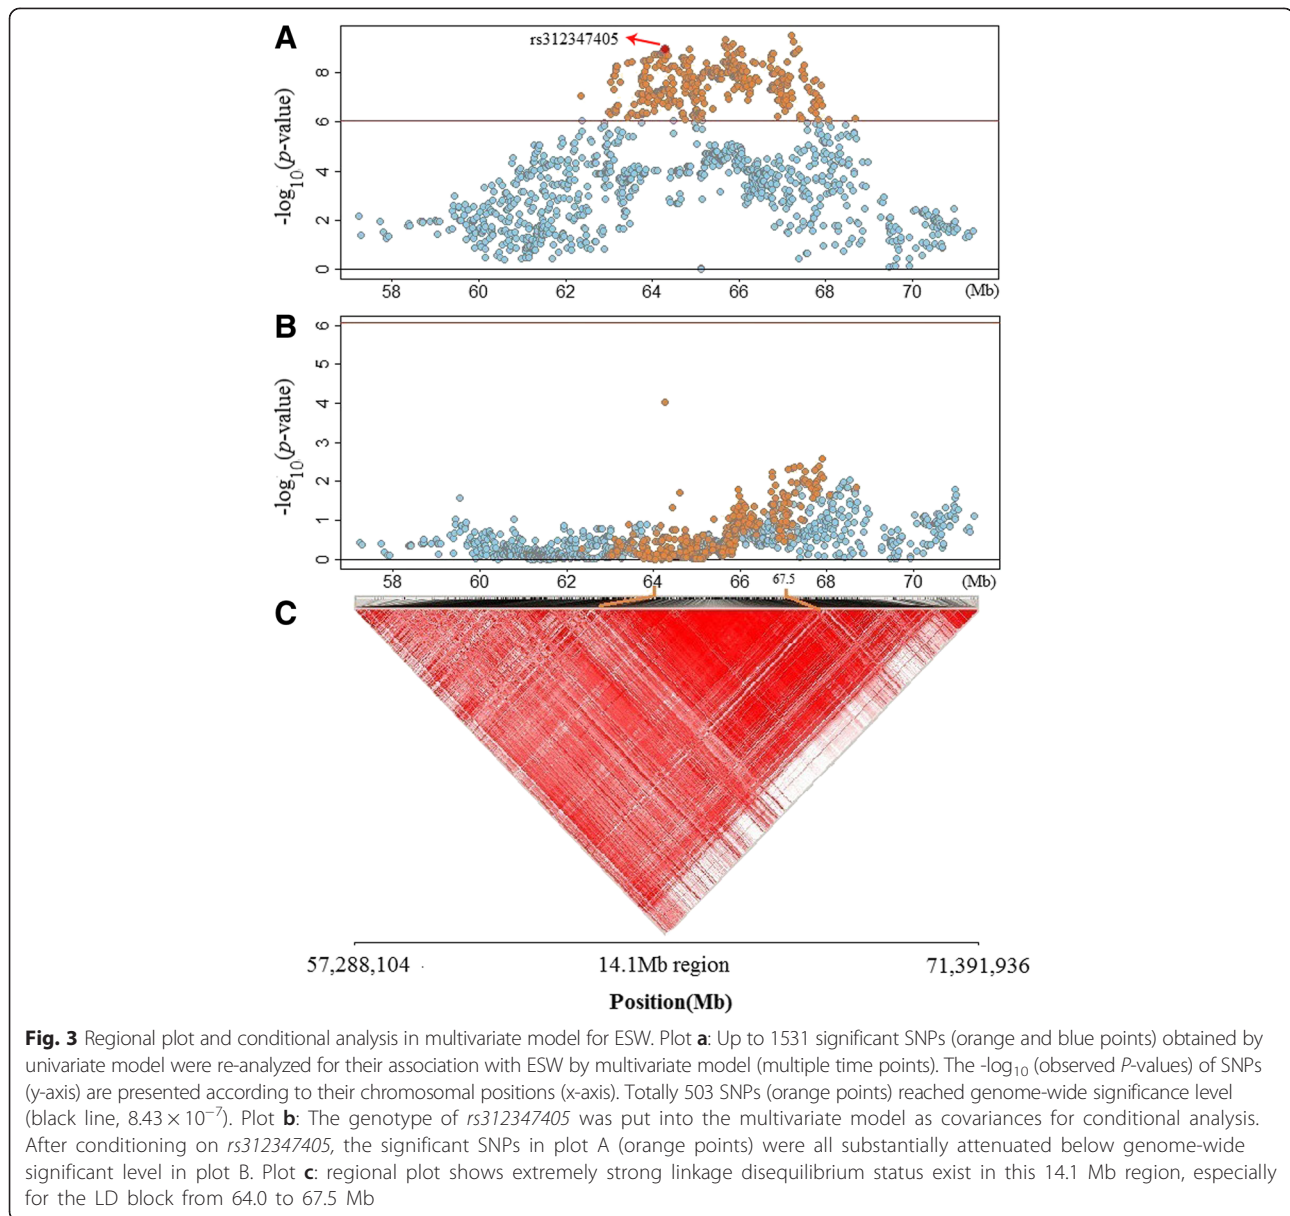 A
rs312347405
-log10(p-value)
8
6
4
2
0
58 60 62 64 66 68 70 (Mb)
B
-log10(p-value)
6
5
4
3
2
1
0
58 60 62 64 66 67.5 68 70 (Mb)
C
57,288,104 14.1Mb region 71,391,936
Position(Mb)
Fig. 3 Regional plot and conditional analysis in multivariate model for ESW. Plot a: Up to 1531 significant SNPs (orange and blue points) obtained by
univariate model were re-analyzed for their association with ESW by multivariate model (multiple time points). The -log10 (observed P-values) of SNPs
(y-axis) are presented according to their chromosomal positions (x-axis). Totally 503 SNPs (orange points) reached genome-wide significance level
(black line, 8.43 × 10−7). Plot b: The genotype of rs312347405 was put into the multivariate model as covariances for conditional analysis.
After conditioning on rs312347405, the significant SNPs in plot A (orange points) were all substantially attenuated below genome-wide
significant level in plot B. Plot c: regional plot shows extremely strong linkage disequilibrium status exist in this 14.1 Mb region, especially
for the LD block from 64.0 to 67.5 Mb